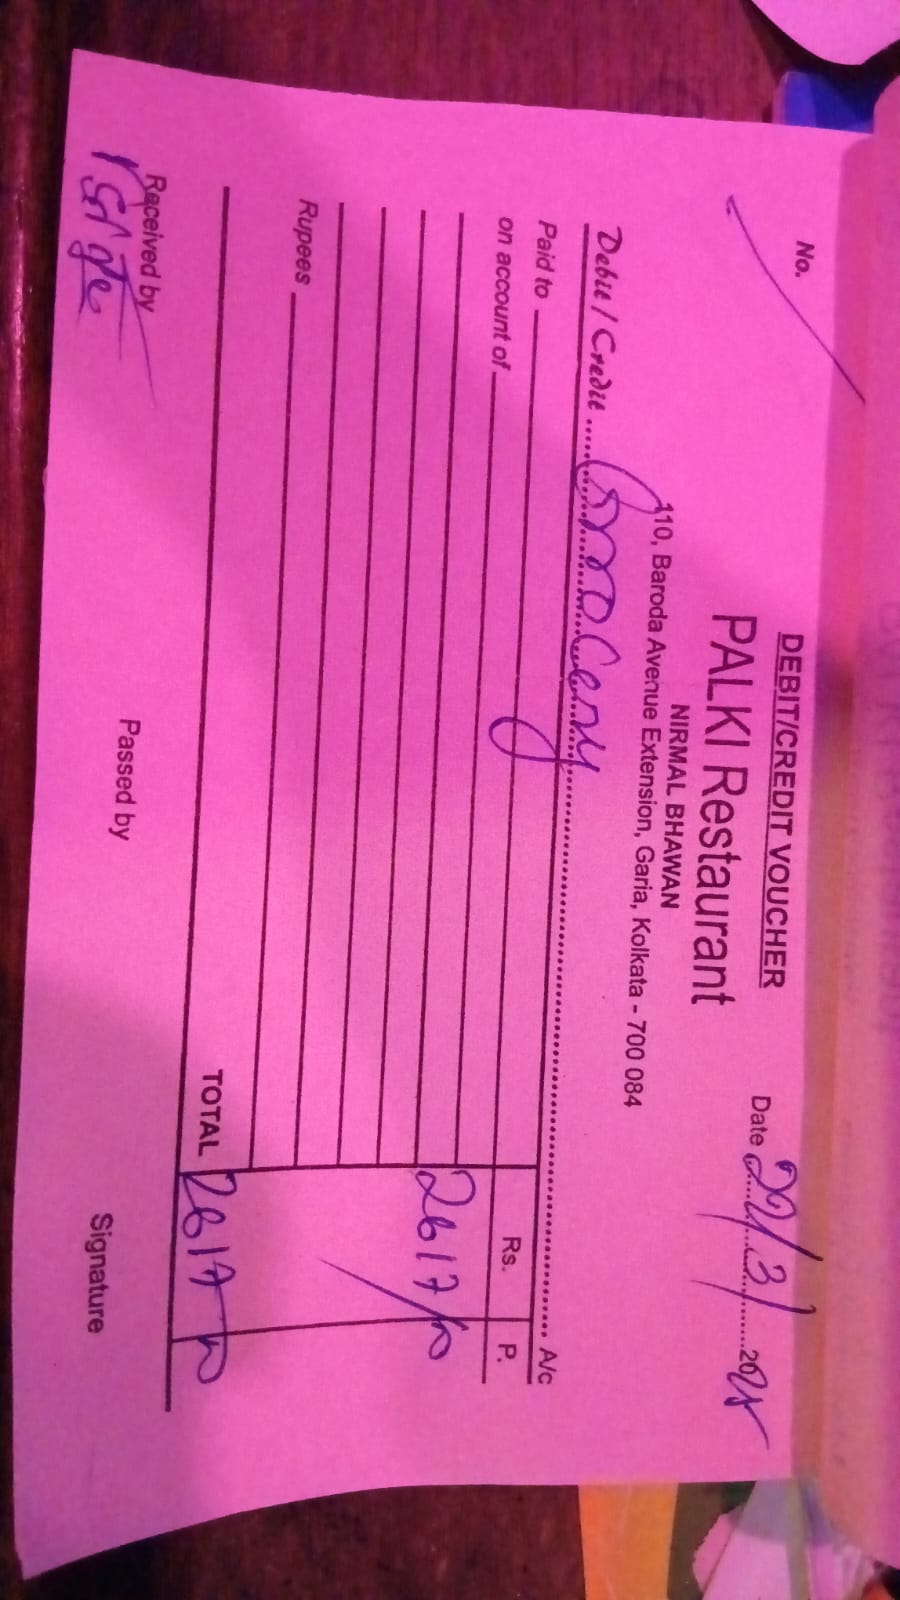 No.
DEBIT/CREDIT VOUCHER
PALKI Restaurant
NIRMAL BHAWAN
110, Baroda Avenue Extension, Garia, Kolkata - 700 084
Date 22/3/ 20
Debit / Credit Grocery A/c
Paid to Rs. P.
on account of
2617/-
Rupees
TOTAL 2617
Received by
Passed by
Signature